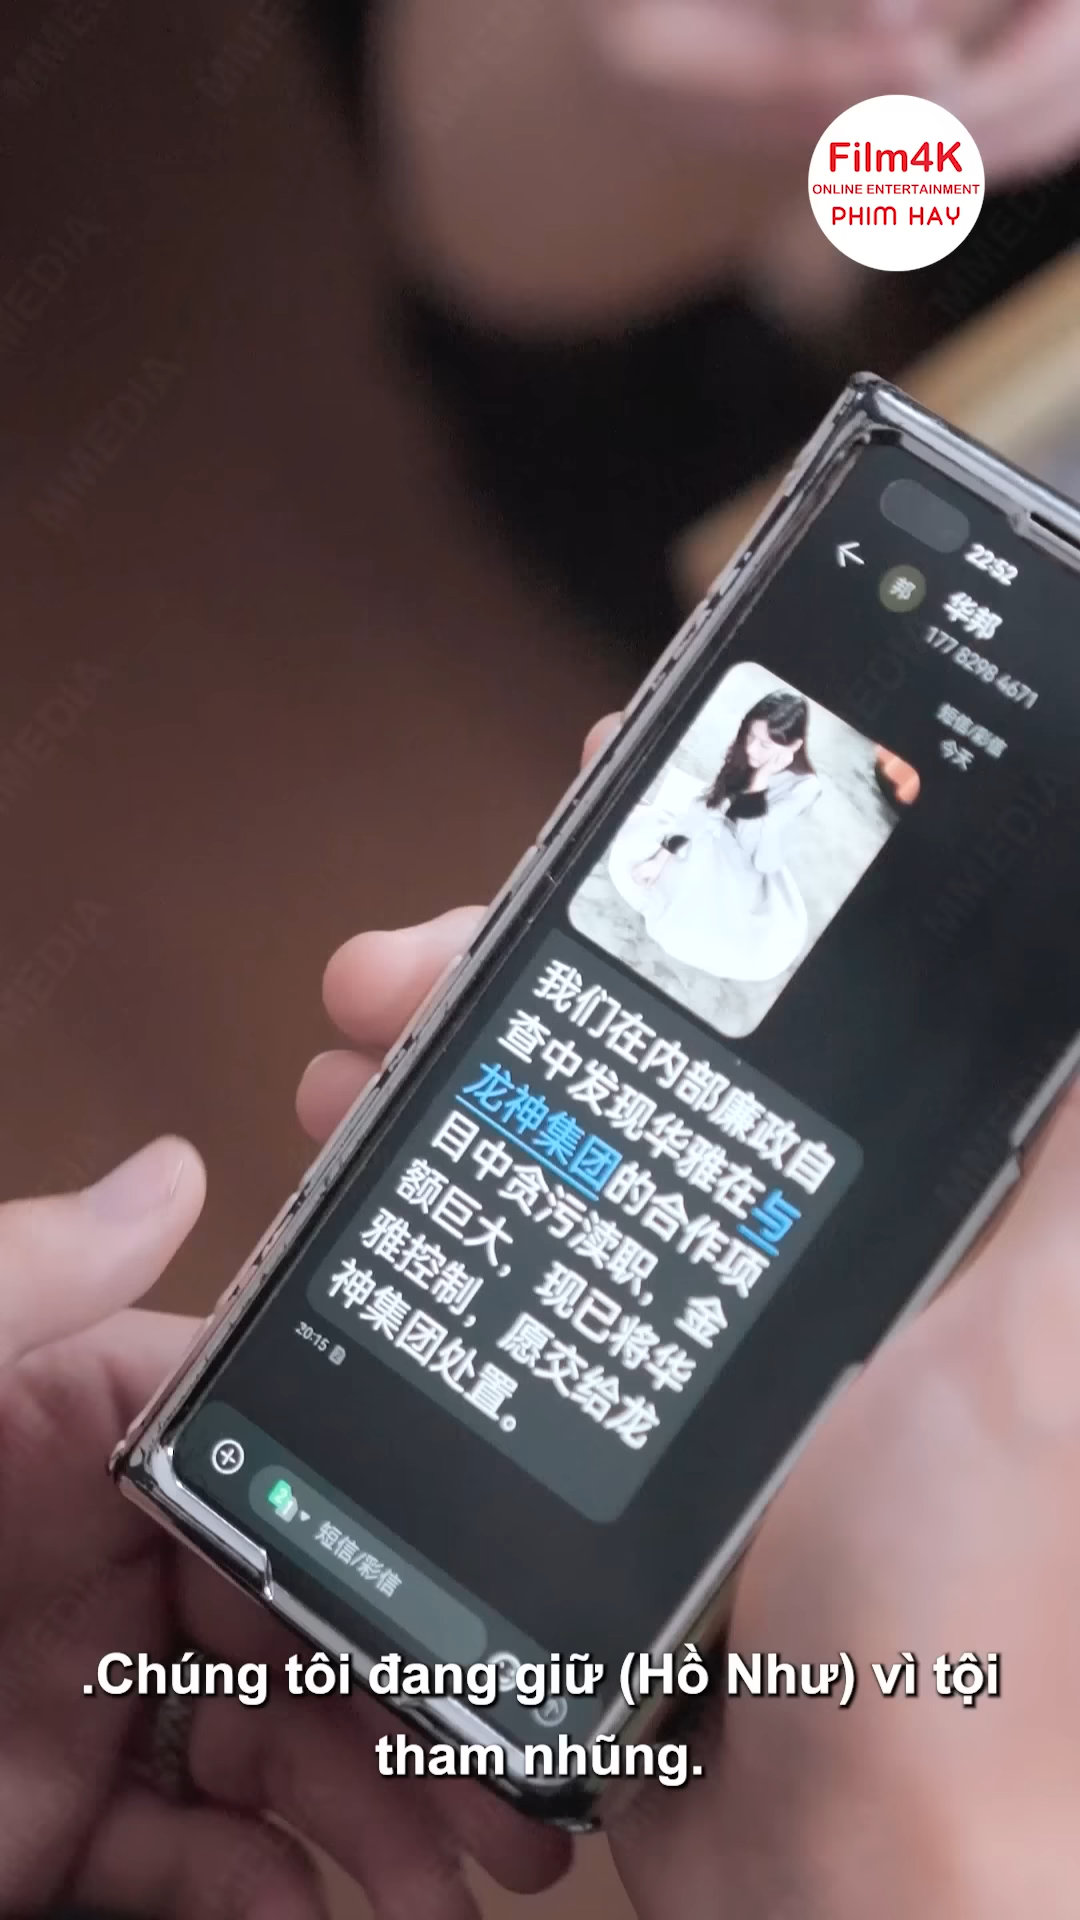 Film4K
ONLINE ENTERTAINMENT
PHIM HAY
22:52
邦
华邦
177 8298 4671
短信/彩信
今天
我们在内部廉政自
查中发现华雅在与
龙神集团的合作项
目中贪污渎职，金
额巨大，现已将华
雅控制，愿交给龙
神集团处置。
20:15
短信/彩信
.Chúng tôi đang giữ (Hồ Như) vì tội
tham nhũng.
MMEDIA